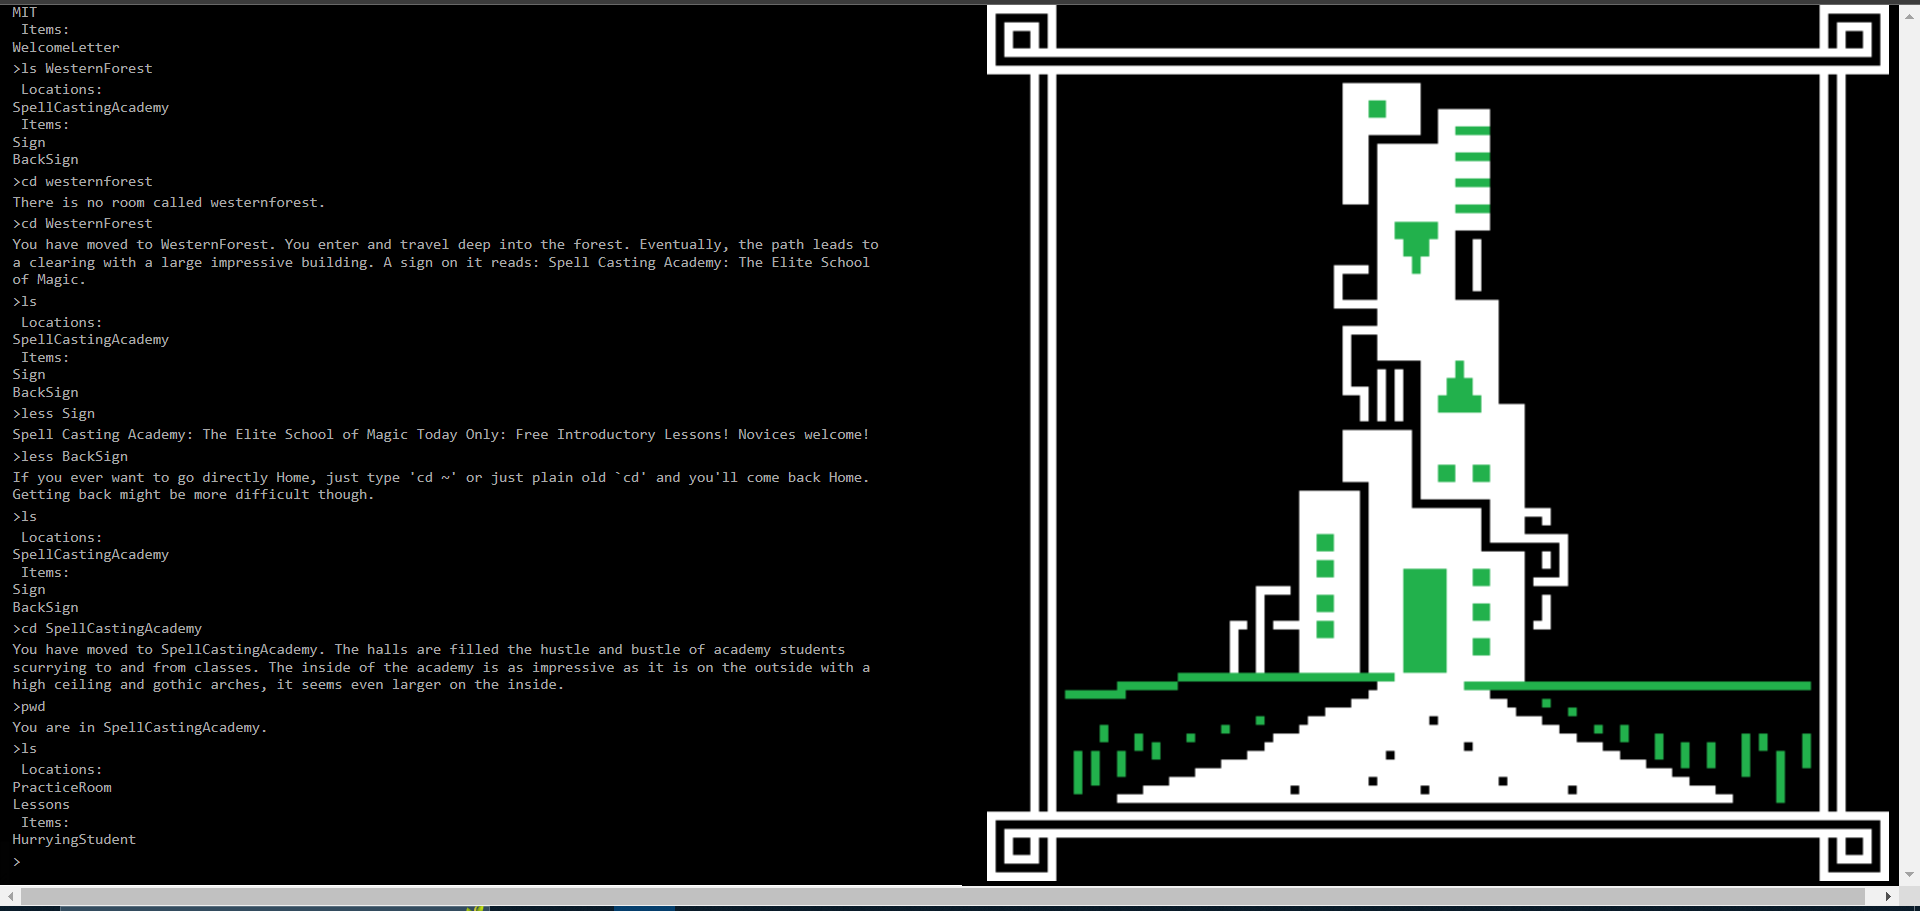 MIT
Items:
WelcomeLetter
>ls WesternForest
Locations:
SpellCastingAcademy
Items:
Sign
BackSign
>cd westernforest
There is no room called westernforest.
>cd WesternForest
You have moved to WesternForest. You enter and travel deep into the forest. Eventually, the path leads to
a clearing with a large impressive building. A sign on it reads: Spell Casting Academy: The Elite School
of Magic.
>ls
Locations:
SpellCastingAcademy
Items:
Sign
BackSign
>less Sign
Spell Casting Academy: The Elite School of Magic Today Only: Free Introductory Lessons! Novices welcome!
>less BackSign
If you ever want to go directly Home, just type 'cd ~' or just plain old `cd' and you'll come back Home.
Getting back might be more difficult though.
>ls
Locations:
SpellCastingAcademy
Items:
Sign
BackSign
>cd SpellCastingAcademy
You have moved to SpellCastingAcademy. The halls are filled the hustle and bustle of academy students
scurrying to and from classes. The inside of the academy is as impressive as it is on the outside with a
high ceiling and gothic arches, it seems even larger on the inside.
>pwd
You are in SpellCastingAcademy.
>ls
Locations:
PracticeRoom
Lessons
Items:
HurryingStudent
>